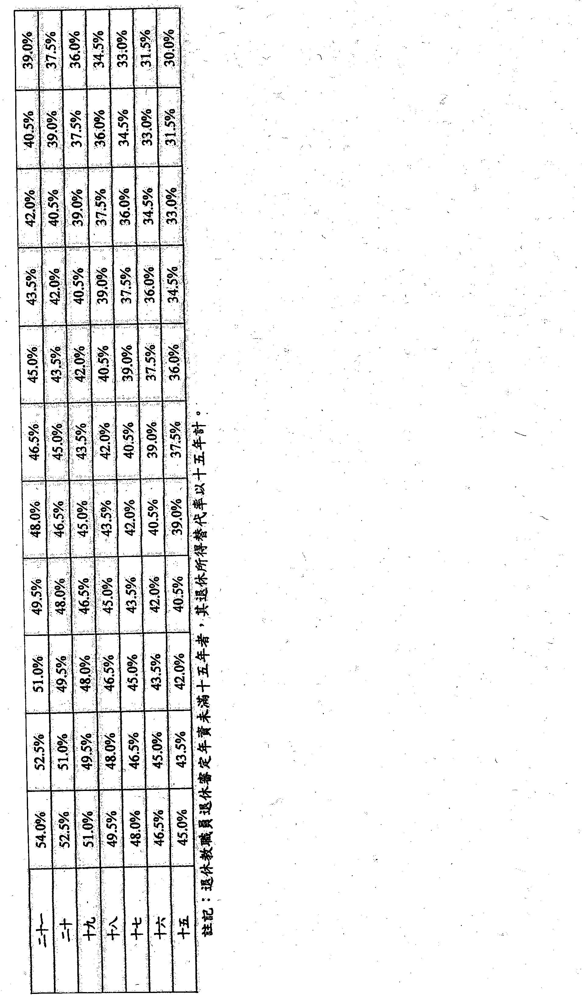 二十一 54.0% 52.5% 51.0% 49.5% 48.0% 46.5% 45.0% 43.5% 42.0% 40.5% 39.0%
二十 52.5% 51.0% 49.5% 48.0% 46.5% 45.0% 43.5% 42.0% 40.5% 39.0% 37.5%
十九 51.0% 49.5% 48.0% 46.5% 45.0% 43.5% 42.0% 40.5% 39.0% 37.5% 36.0%
十八 49.5% 48.0% 46.5% 45.0% 43.5% 42.0% 40.5% 39.0% 37.5% 36.0% 34.5%
十七 48.0% 46.5% 45.0% 43.5% 42.0% 40.5% 39.0% 37.5% 36.0% 34.5% 33.0%
十六 46.5% 45.0% 43.5% 42.0% 40.5% 39.0% 37.5% 36.0% 34.5% 33.0% 31.5%
十五 45.0% 43.5% 42.0% 40.5% 39.0% 37.5% 36.0% 34.5% 33.0% 31.5% 30.0%
註記：退休教職員退休審定年資未滿十五年者，其退休所得替代率以十五年計。